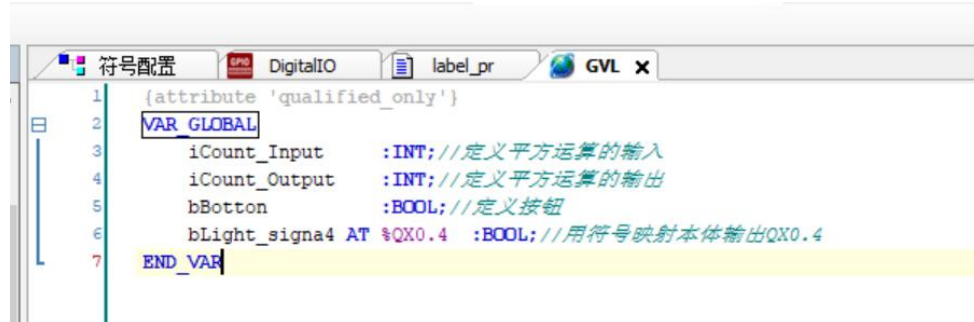 符号配置 GPIO DigitalIO label_pr GVL
1 {attribute 'qualified_only'}
2 VAR_GLOBAL
3 iCount_Input :INT;//定义平方运算的输入
4 iCount_Output :INT;//定义平方运算的输出
5 bBotton :BOOL;//定义按钮
6 bLight_signa4 AT %QX0.4 :BOOL;//用符号映射本体输出QX0.4
7 END_VAR